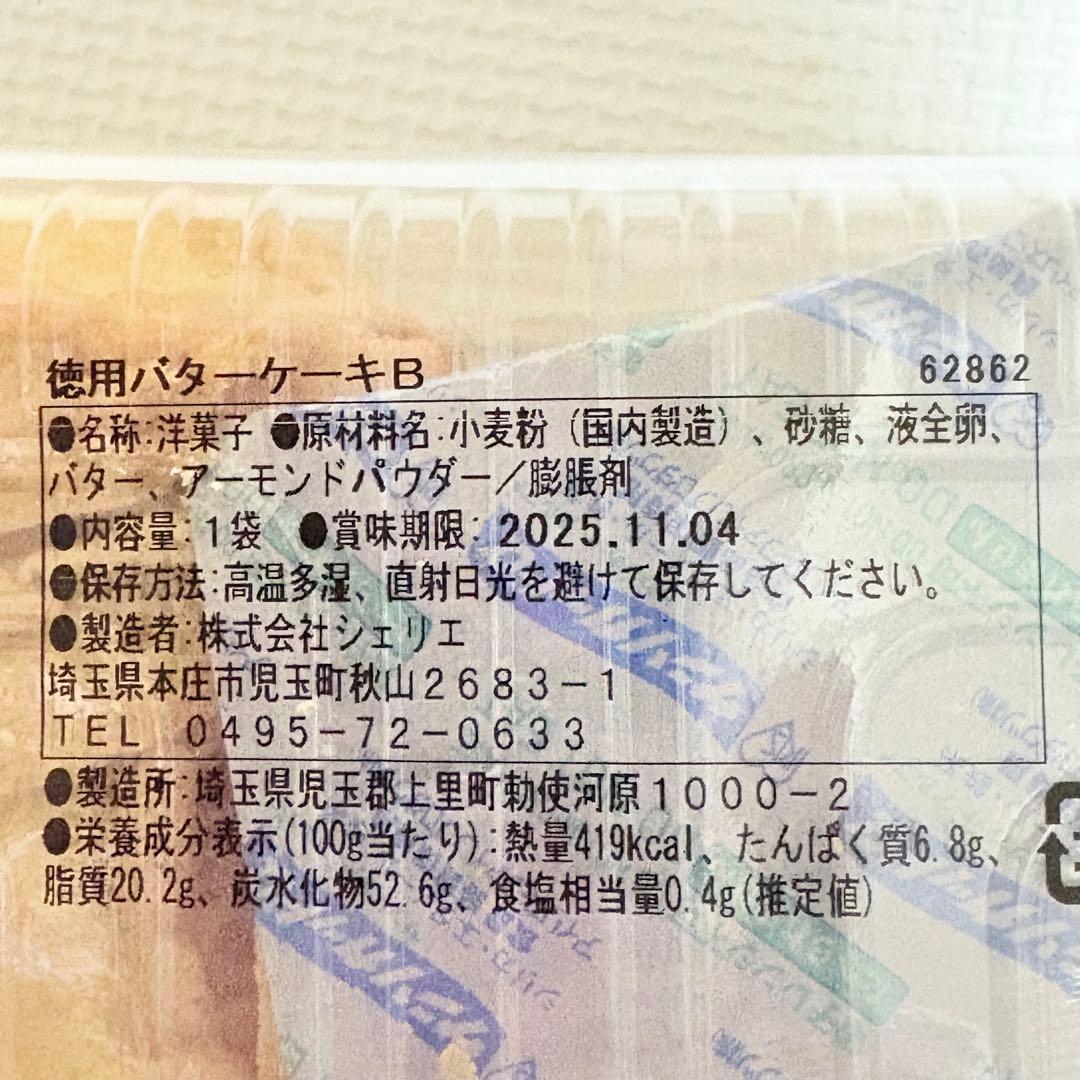 徳用バターケーキB 62862
●名称:洋菓子 ●原材料名:小麦粉(国内製造)、砂糖、液全卵、
バター、アーモンドパウダー/膨脹剤
●内容量:1袋 ●賞味期限:2025.11.04
●保存方法:高温多湿、直射日光を避けて保存してください。
●製造者:株式会社シェリエ
埼玉県本庄市児玉町秋山2683-1
TEL 0495-72-0633
●製造所:埼玉県児玉郡上里町勅使河原1000-2
●栄養成分表示(100g当たり):熱量419kcal、たんぱく質6.8g、
脂質20.2g、炭水化物52.6g、食塩相当量0.4g(推定値)